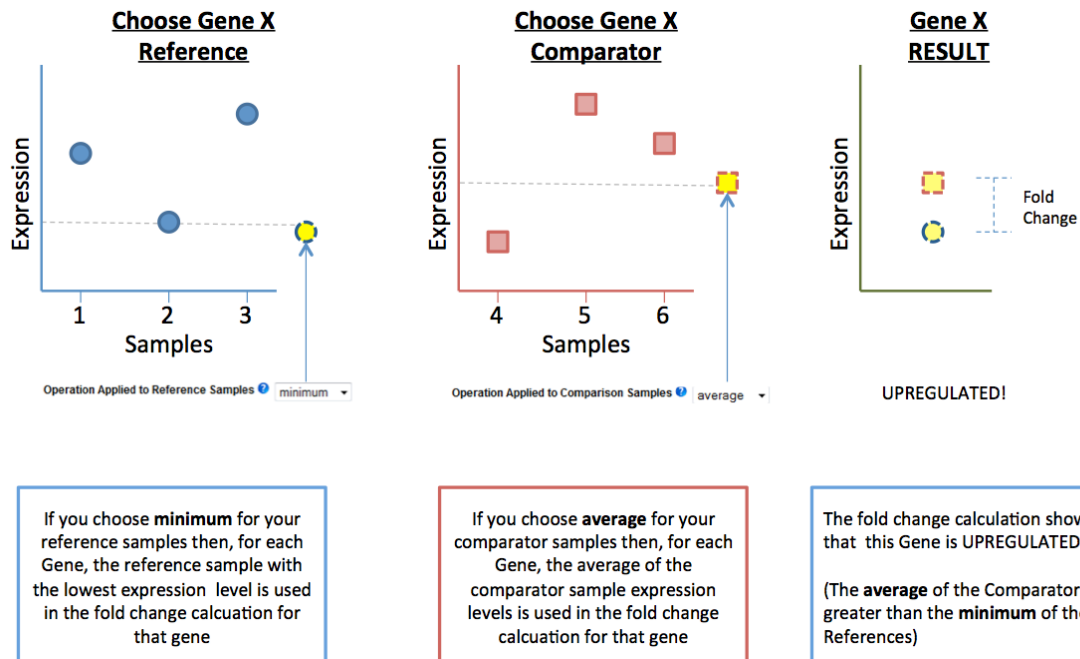 Choose Gene X
Reference
Expression
1
2
3
Samples
Operation Applied to Reference Samples ?
minimum
If you choose minimum for your
reference samples then, for each
Gene, the reference sample with
the lowest expression level is used
in the fold change calcuation for
that gene
Choose Gene X
Comparator
Expression
4
5
6
Samples
Operation Applied to Comparison Samples ?
average
If you choose average for your
comparator samples then, for each
Gene, the average of the
comparator sample expression
levels is used in the fold change
calcuation for that gene
Gene X
RESULT
Expression
Fold
Change
UPREGULATED!
The fold change calculation show
that this Gene is UPREGULATED
(The average of the Comparator
greater than the minimum of the
References)